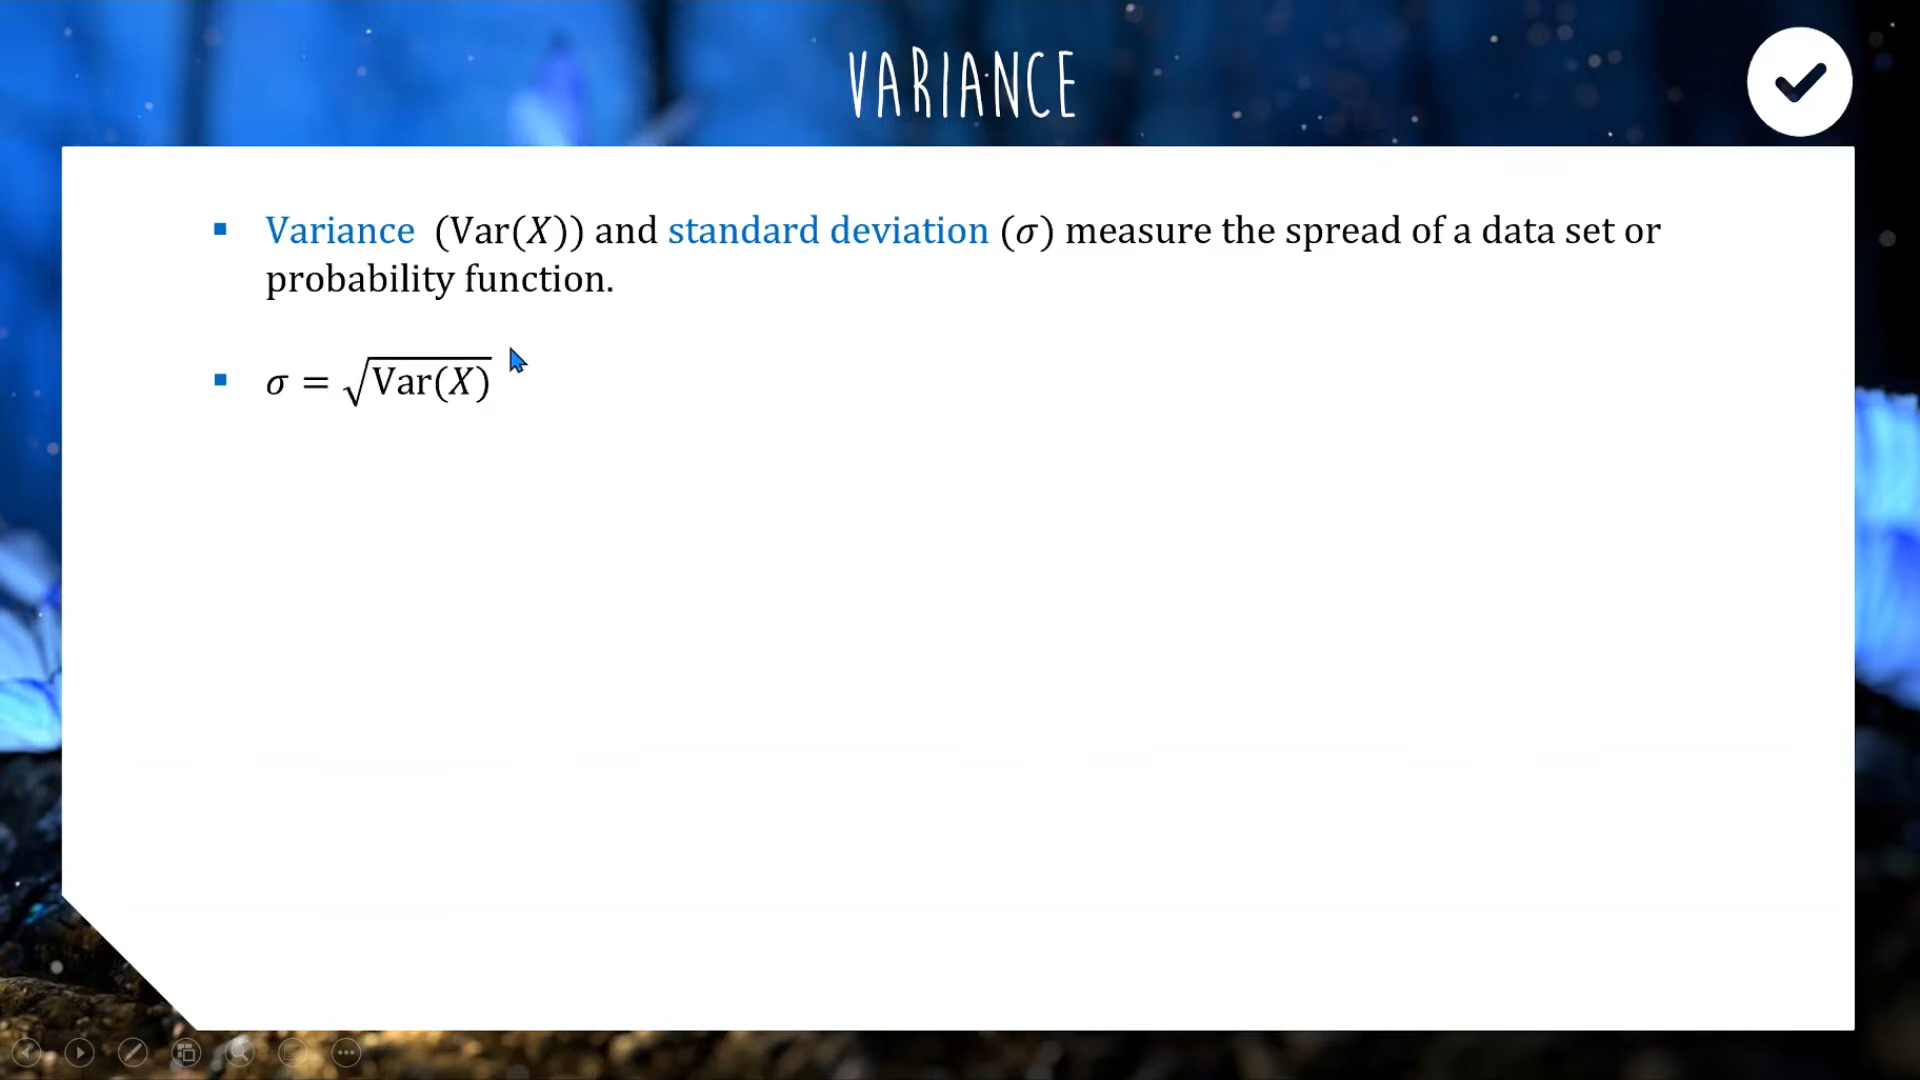 VARIANCE
▪ Variance (Var(𝑋)) and standard deviation (𝜎) measure the spread of a data set or
probability function.
▪ 𝜎 = √Var(𝑋)